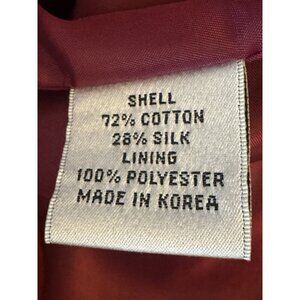 SHELL
72% COTTON
28% SILK
LINING
100% POLYESTER
MADE IN KOREA